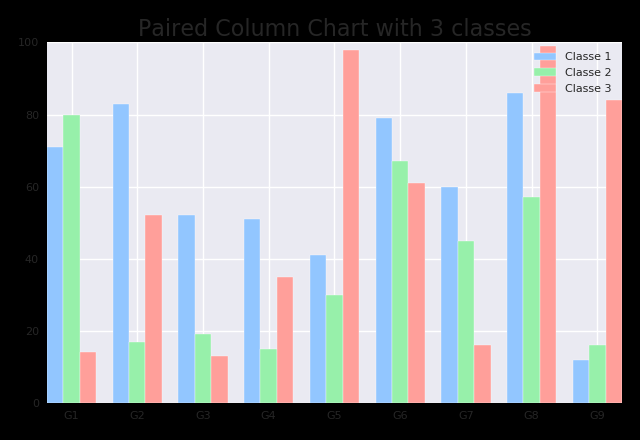 Paired Column Chart with 3 classes
100
80
60
40
20
0
Classe 1
Classe 2
Classe 3
G1 G2 G3 G4 G5 G6 G7 G8 G9